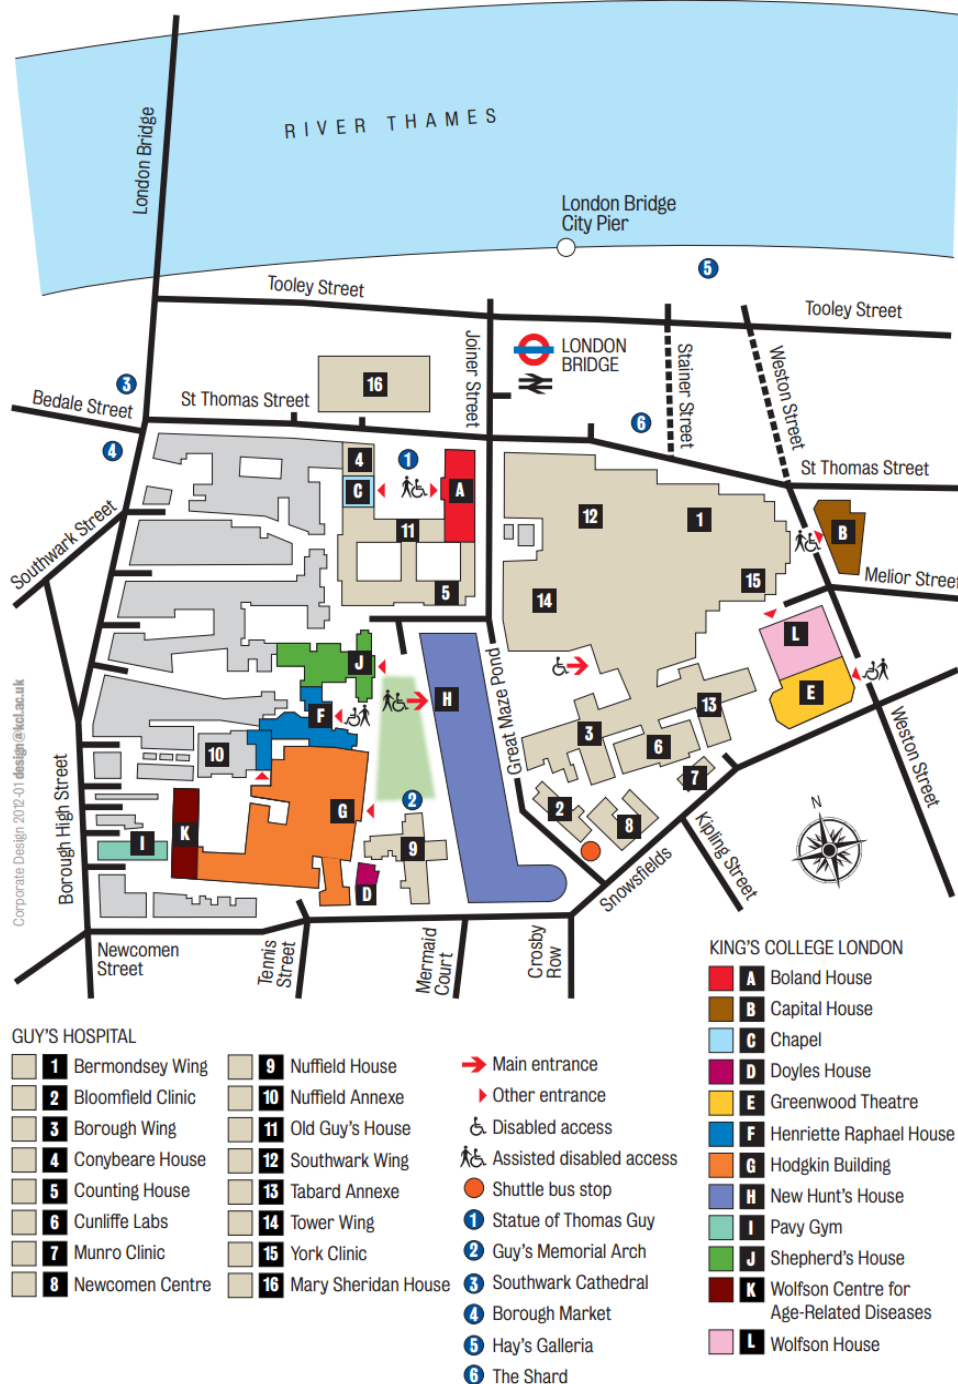 RIVER THAMES
London Bridge
London Bridge
City Pier
5
Tooley Street
Tooley Street
Joiner Street
LONDON
BRIDGE
Stainer Street
Weston Street
16
3
Bedale Street
St Thomas Street
6
4
4
1
C
A
St Thomas Street
12
1
B
11
Southwark Street
5
14
15
Melior Street
L
J
H
Great Maze Pond
E
F
13
10
3
6
7
Weston Street
Borough High Street
G
2
2
8
K
I
9
D
Kipling Street
Snowsfields
N
Corporate Design 2012-01 design@kcl.ac.uk
Newcomen
Street
Tennis
Street
Mermaid
Court
Crosby
Row
GUY'S HOSPITAL
1 Bermondsey Wing
2 Bloomfield Clinic
3 Borough Wing
4 Conybeare House
5 Counting House
6 Cunliffe Labs
7 Munro Clinic
8 Newcomen Centre
9 Nuffield House
10 Nuffield Annexe
11 Old Guy's House
12 Southwark Wing
13 Tabard Annexe
14 Tower Wing
15 York Clinic
16 Mary Sheridan House
Main entrance
Other entrance
Disabled access
Assisted disabled access
Shuttle bus stop
1 Statue of Thomas Guy
2 Guy's Memorial Arch
3 Southwark Cathedral
4 Borough Market
5 Hay's Galleria
6 The Shard
KING'S COLLEGE LONDON
A Boland House
B Capital House
C Chapel
D Doyles House
E Greenwood Theatre
F Henriette Raphael House
G Hodgkin Building
H New Hunt's House
I Pavy Gym
J Shepherd's House
K Wolfson Centre for
Age-Related Diseases
L Wolfson House